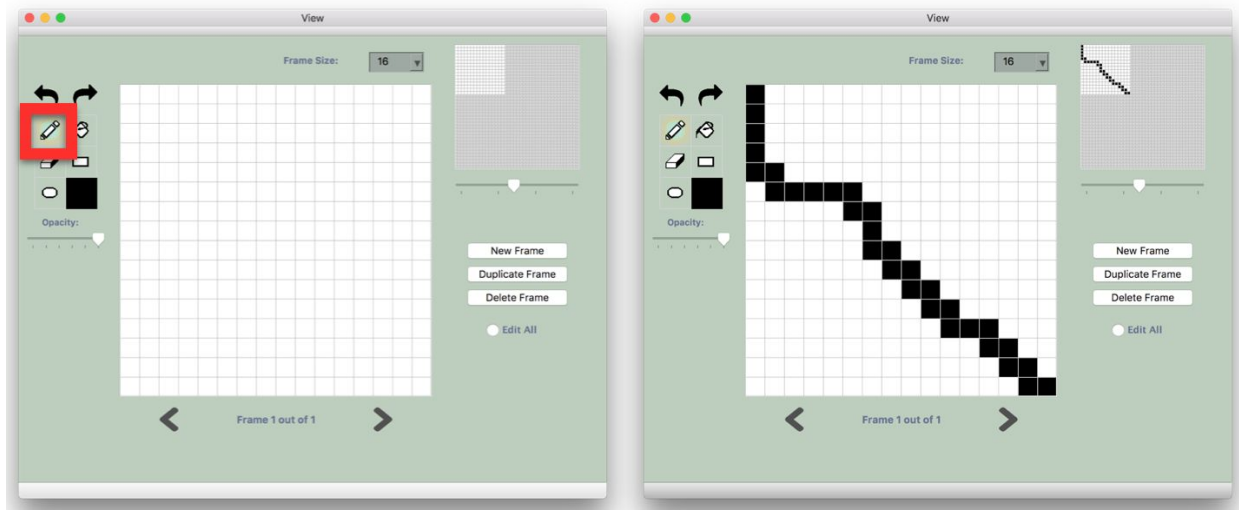 View
Frame Size: 16
Opacity:
New Frame
Duplicate Frame
Delete Frame
Edit All
Frame 1 out of 1
View
Frame Size: 16
Opacity:
New Frame
Duplicate Frame
Delete Frame
Edit All
Frame 1 out of 1